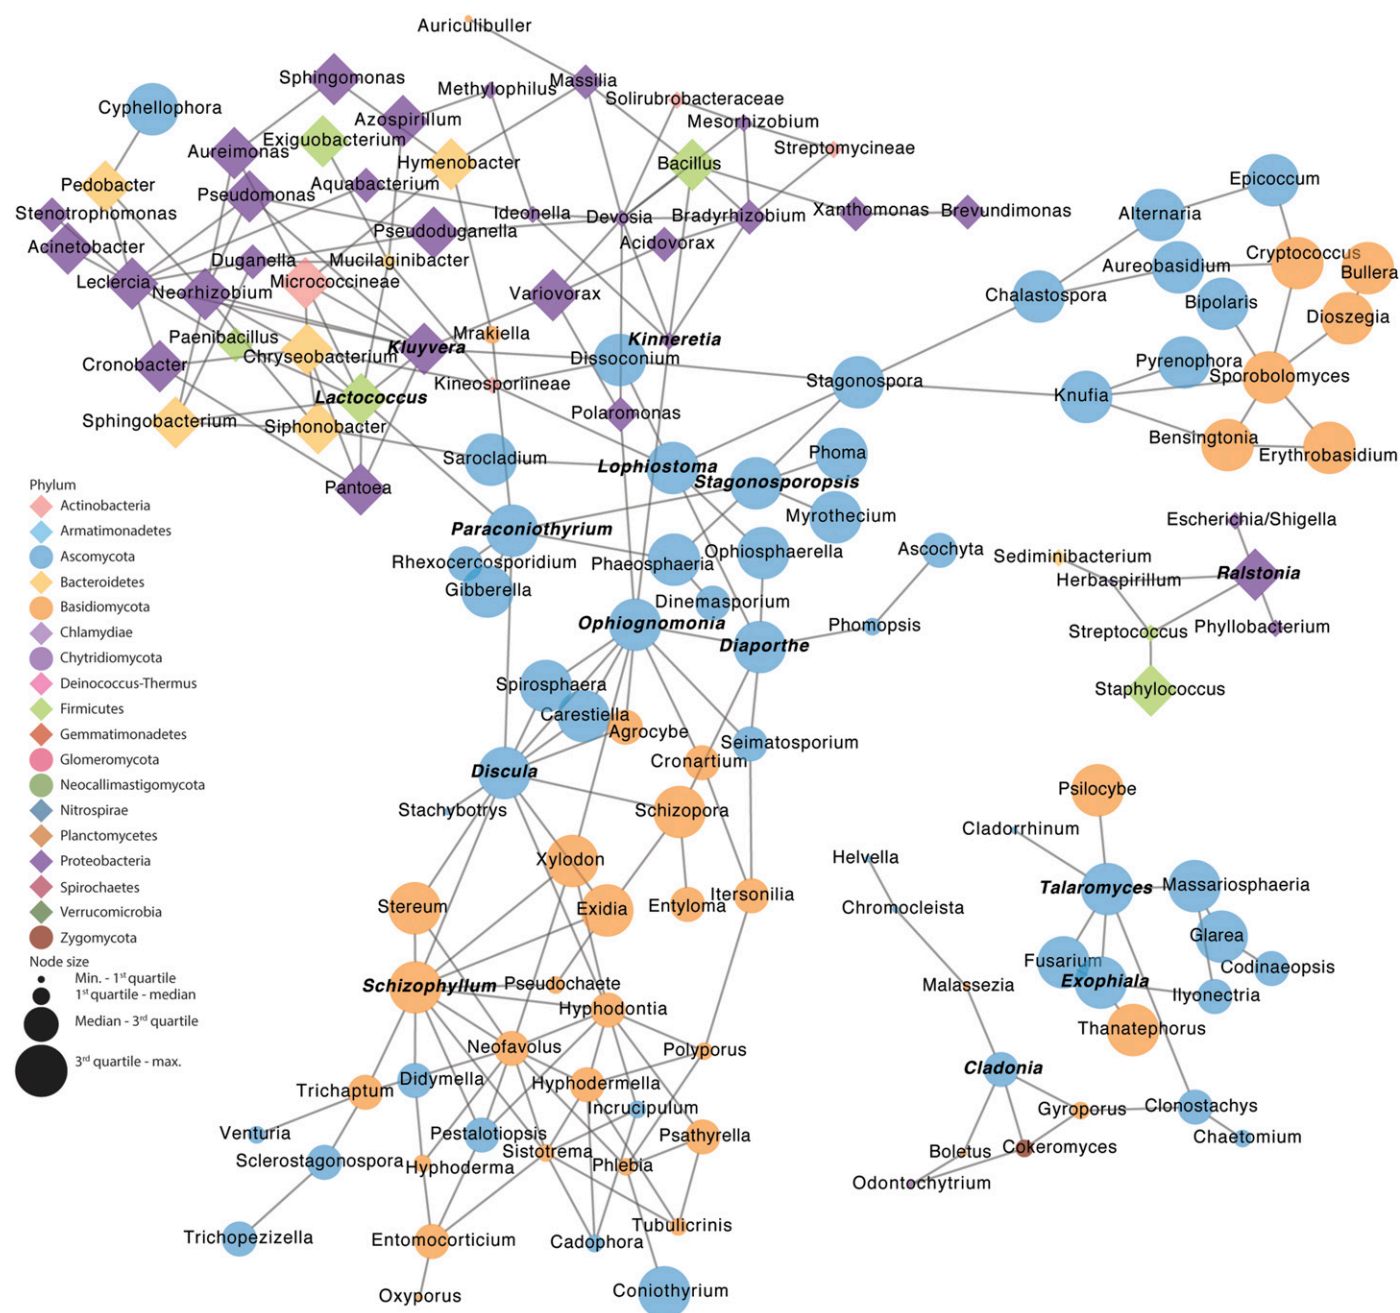 Auriculibuller
Sphingomonas
Massilia
Methylophilus
Solirubrobacteraceae
Cyphellophora
Azospirillum
Mesorhizobium
Exiguobacterium
Aureimonas
Streptomycineae
Hymenobacter
Bacillus
Epicoccum
Pedobacter
Aquabacterium
Pseudomonas
Stenotrophomonas
Ideonella
Devosia
Bradyrhizobium
Xanthomonas
Brevundimonas
Alternaria
Pseudoduganella
Acinetobacter
Acidovorax
Cryptococcus
Duganella
Mucilaginibacter
Aureobasidium
Bullera
Leclercia
Micrococcineae
Neorhizobium
Variovorax
Chalastospora
Bipolaris
Dioszegia
Paenibacillus
Mrakiella
Kinneretia
Kluyvera
Chryseobacterium
Dissoconium
Cronobacter
Pyrenophora
Kineosporiineae
Stagonospora
Sporobolomyces
Lactococcus
Knufia
Polaromonas
Sphingobacterium
Siphonobacter
Bensingtonia
Phoma
Erythrobasidium
Sarocladium
Lophiostoma
Stagonosporopsis
Pantoea
Phylum
Actinobacteria
Armatimonadetes
Ascomycota
Bacteroidetes
Basidiomycota
Chlamydiae
Chytridiomycota
Deinococcus-Thermus
Firmicutes
Gemmatimonadetes
Glomeromycota
Neocallimastigomycota
Nitrospirae
Planctomycetes
Proteobacteria
Spirochaetes
Verrucomicrobia
Zygomycota
Node size
Min. - 1st quartile
1st quartile - median
Median - 3rd quartile
3rd quartile - max.
Myrothecium
Escherichia/Shigella
Paraconiothyrium
Ophiosphaerella
Ascochyta
Sediminibacterium
Rhexocercosporidium
Phaeosphaeria
Ralstonia
Herbaspirillum
Gibberella
Dinemasporium
Ophiognomonia
Phomopsis
Phyllobacterium
Streptococcus
Diaporthe
Spirosphaera
Staphylococcus
Carestiella
Agrocybe
Seimatosporium
Cronartium
Discula
Psilocybe
Stachybotrys
Schizopora
Cladorrhinum
Xylodon
Helvella
Talaromyces
Massariosphaeria
Stereum
Exidia
Entyloma
Itersonilia
Chromocleista
Glarea
Fusarium
Codinaeopsis
Schizophyllum
Pseudochaete
Exophiala
Malassezia
Ilyonectria
Hyphodontia
Thanatephorus
Neofavolus
Polyporus
Cladonia
Didymella
Trichaptum
Hyphodermella
Incrucipulum
Gyroporus
Clonostachys
Venturia
Pestalotiopsis
Psathyrella
Chaetomium
Sistotrema
Boletus
Cokeromyces
Sclerostagonospora
Hyphoderma
Phlebia
Odontochytrium
Tubulicrinis
Trichopezizella
Entomocorticium
Cadophora
Coniothyrium
Oxyporus